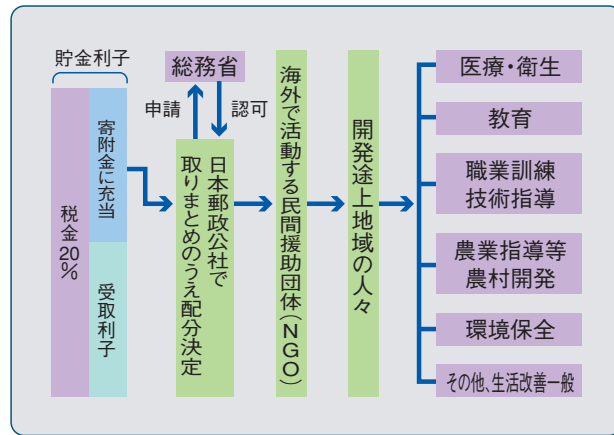 貯金利子
税金20%
寄附金に充当
受取利子
総務省
申請
認可
日本郵政公社で
取りまとめのうえ配分決定
海外で活動する民間援助団体(NGO)
開発途上地域の人々
医療・衛生
教育
職業訓練
技術指導
農業指導等
農村開発
環境保全
その他、生活改善一般